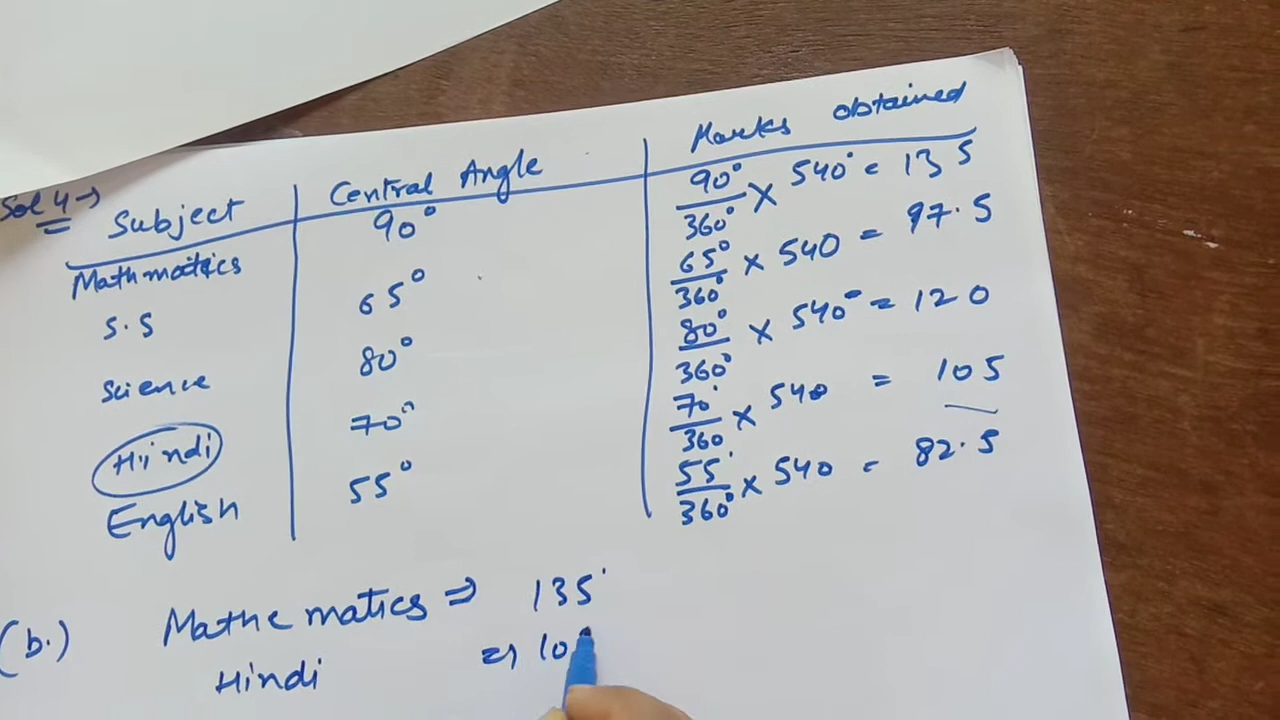 Sol 4→
Subject Central Angle Marks obtained
Mathmatics 90° 90°/360° × 540° = 135
S.S 65° 65°/360° × 540 = 97.5
Science 80° 80°/360° × 540° = 120
Hindi 70° 70°/360 × 540 = 105
English 55° 55°/360° × 540 = 82.5
(b.) Mathematics ⇒ 135
Hindi ⇒ 10